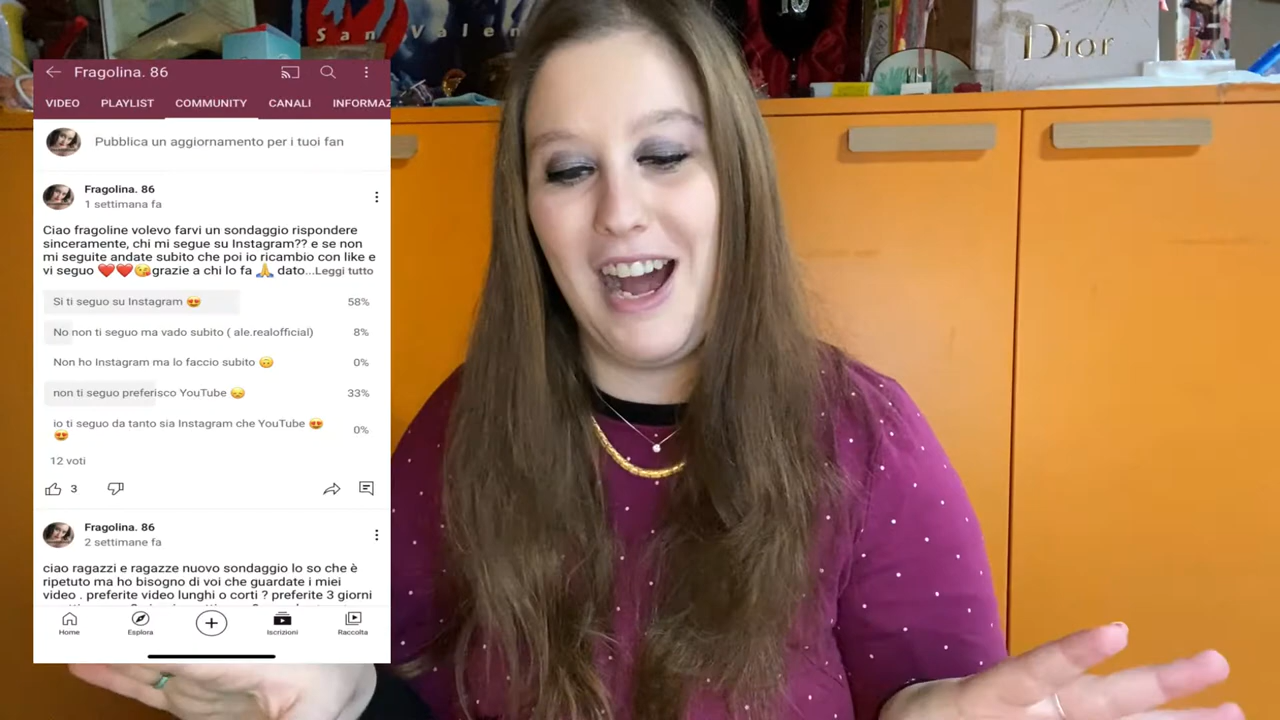 San Valen
10
Dior
Fragolina. 86
VIDEO PLAYLIST COMMUNITY CANALI INFORMAZ
Pubblica un aggiornamento per i tuoi fan
Fragolina. 86
1 settimana fa
Ciao fragoline volevo farvi un sondaggio rispondere
sinceramente, chi mi segue su Instagram?? e se non
mi seguite andate subito che poi io ricambio con like e
vi seguo ❤️❤️😘grazie a chi lo fa 🙏 dato...Leggi tutto
Si ti seguo su Instagram 😍 58%
No non ti seguo ma vado subito ( ale.realofficial) 8%
Non ho Instagram ma lo faccio subito 🙃 0%
non ti seguo preferisco YouTube 😞 33%
io ti seguo da tanto sia Instagram che YouTube 😍
😍 0%
12 voti
3
Fragolina. 86
2 settimane fa
ciao ragazzi e ragazze nuovo sondaggio lo so che è
ripetuto ma ho bisogno di voi che guardate i miei
video . preferite video lunghi o corti ? preferite 3 giorni
Home Esplora Iscrizioni Raccolta